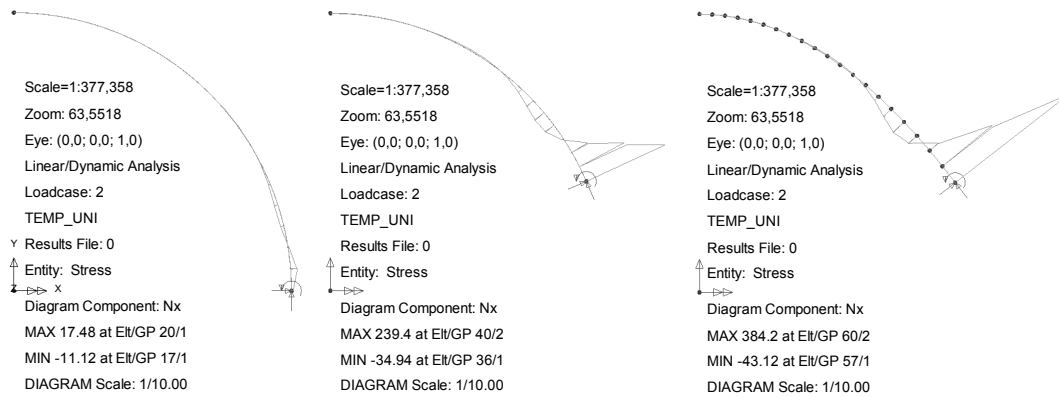 Scale=1:377,358
Zoom: 63,5518
Eye: (0,0; 0,0; 1,0)
Linear/Dynamic Analysis
Loadcase: 2
TEMP_UNI
Y Results File: 0
Entity: Stress
Z X
Diagram Component: Nx
MAX 17.48 at Elt/GP 20/1
MIN -11.12 at Elt/GP 17/1
DIAGRAM Scale: 1/10.00
Scale=1:377,358
Zoom: 63,5518
Eye: (0,0; 0,0; 1,0)
Linear/Dynamic Analysis
Loadcase: 2
TEMP_UNI
Results File: 0
Entity: Stress
Diagram Component: Nx
MAX 239.4 at Elt/GP 40/2
MIN -34.94 at Elt/GP 36/1
DIAGRAM Scale: 1/10.00
Scale=1:377,358
Zoom: 63,5518
Eye: (0,0; 0,0; 1,0)
Linear/Dynamic Analysis
Loadcase: 2
TEMP_UNI
Results File: 0
Entity: Stress
Diagram Component: Nx
MAX 384.2 at Elt/GP 60/2
MIN -43.12 at Elt/GP 57/1
DIAGRAM Scale: 1/10.00